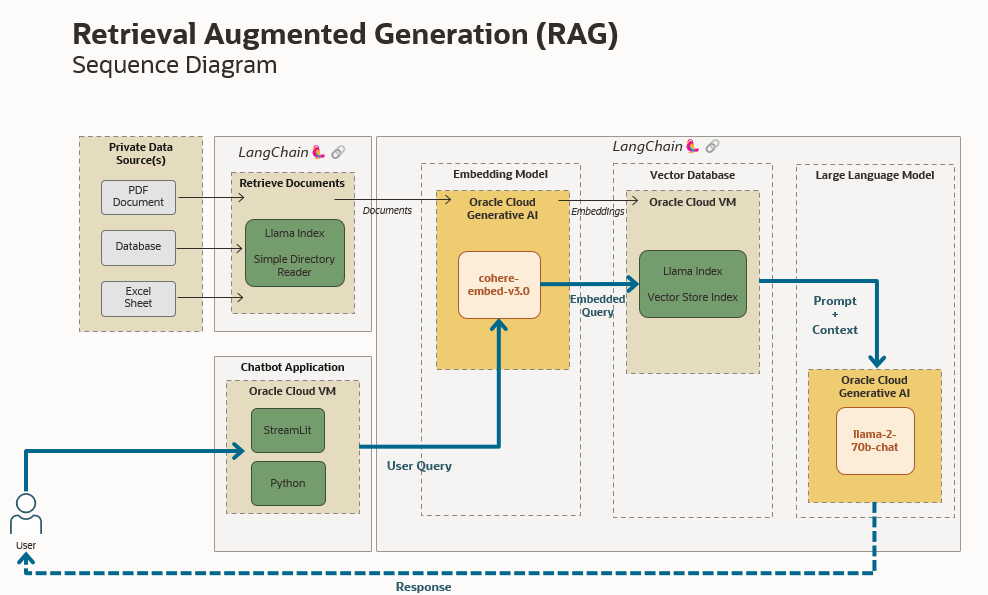 Retrieval Augmented Generation (RAG)
Sequence Diagram
Private Data
Source(s)
PDF
Document
Database
Excel
Sheet
LangChain
Retrieve Documents
Llama Index
Simple Directory
Reader
Documents
LangChain
Embedding Model
Oracle Cloud
Generative AI
cohere-
embed-v3.0
Embeddings
Embedded
Query
Vector Database
Oracle Cloud VM
Llama Index
Vector Store Index
Large Language Model
Prompt
+
Context
Oracle Cloud
Generative AI
llama-2-
70b-chat
Chatbot Application
Oracle Cloud VM
StreamLit
Python
User Query
User
Response